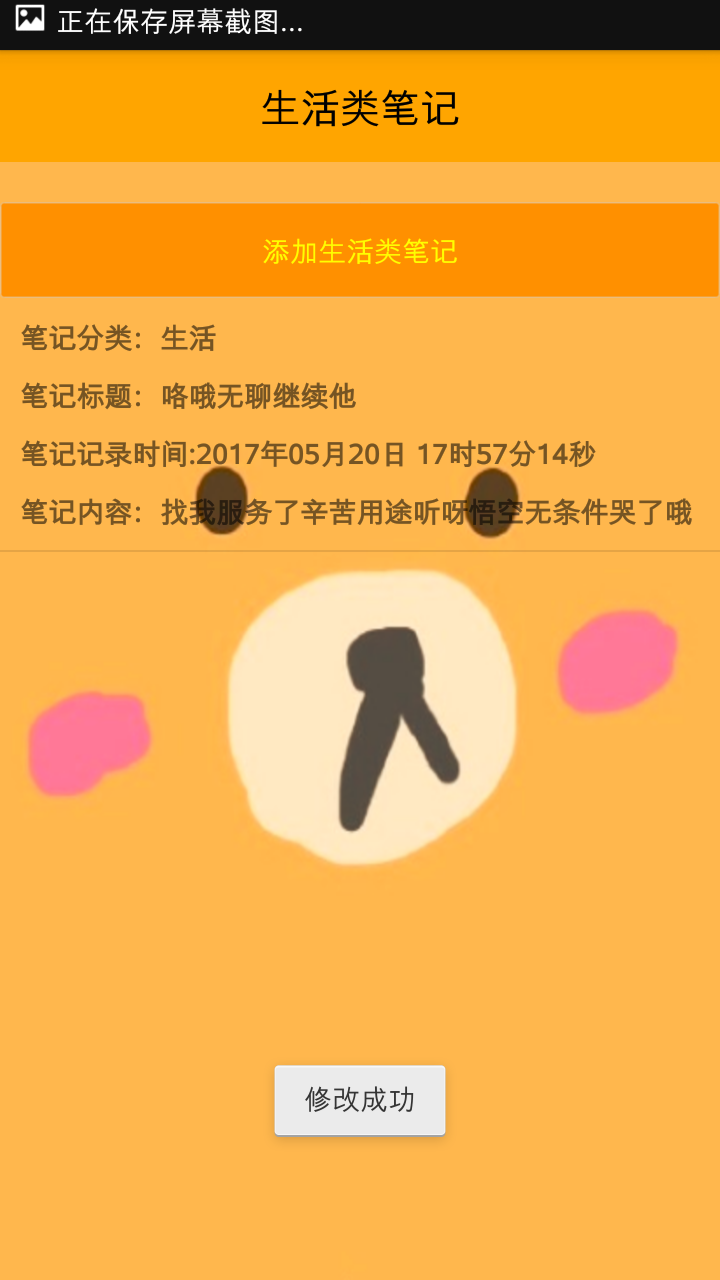 正在保存屏幕截图...
生活类笔记
添加生活类笔记
笔记分类：生活
笔记标题：咯哦无聊继续他
笔记记录时间:2017年05月20日 17时57分14秒
笔记内容：找我服务了辛苦用途听呀悟空无条件哭了哦
修改成功